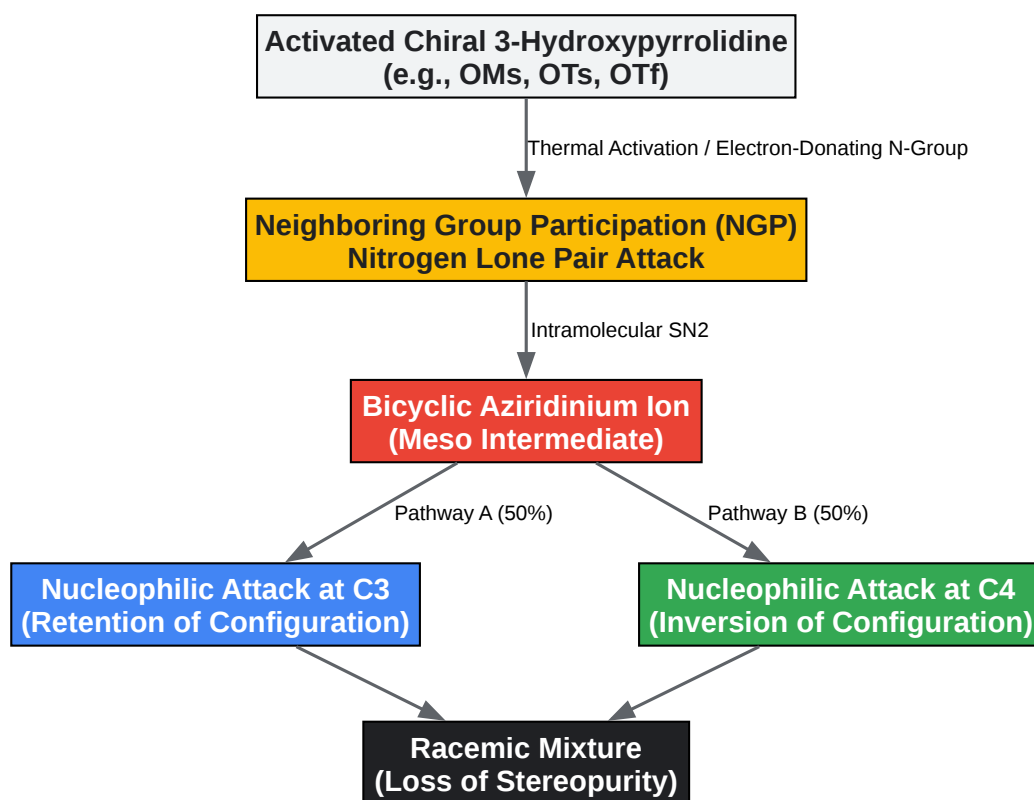 Activated Chiral 3-Hydroxypyrrolidine
(e.g., OMs, OTs, OTf)
Thermal Activation / Electron-Donating N-Group
Neighboring Group Participation (NGP)
Nitrogen Lone Pair Attack
Intramolecular SN2
Bicyclic Aziridinium Ion
(Meso Intermediate)
Pathway A (50%)
Pathway B (50%)
Nucleophilic Attack at C3
(Retention of Configuration)
Nucleophilic Attack at C4
(Inversion of Configuration)
Racemic Mixture
(Loss of Stereopurity)